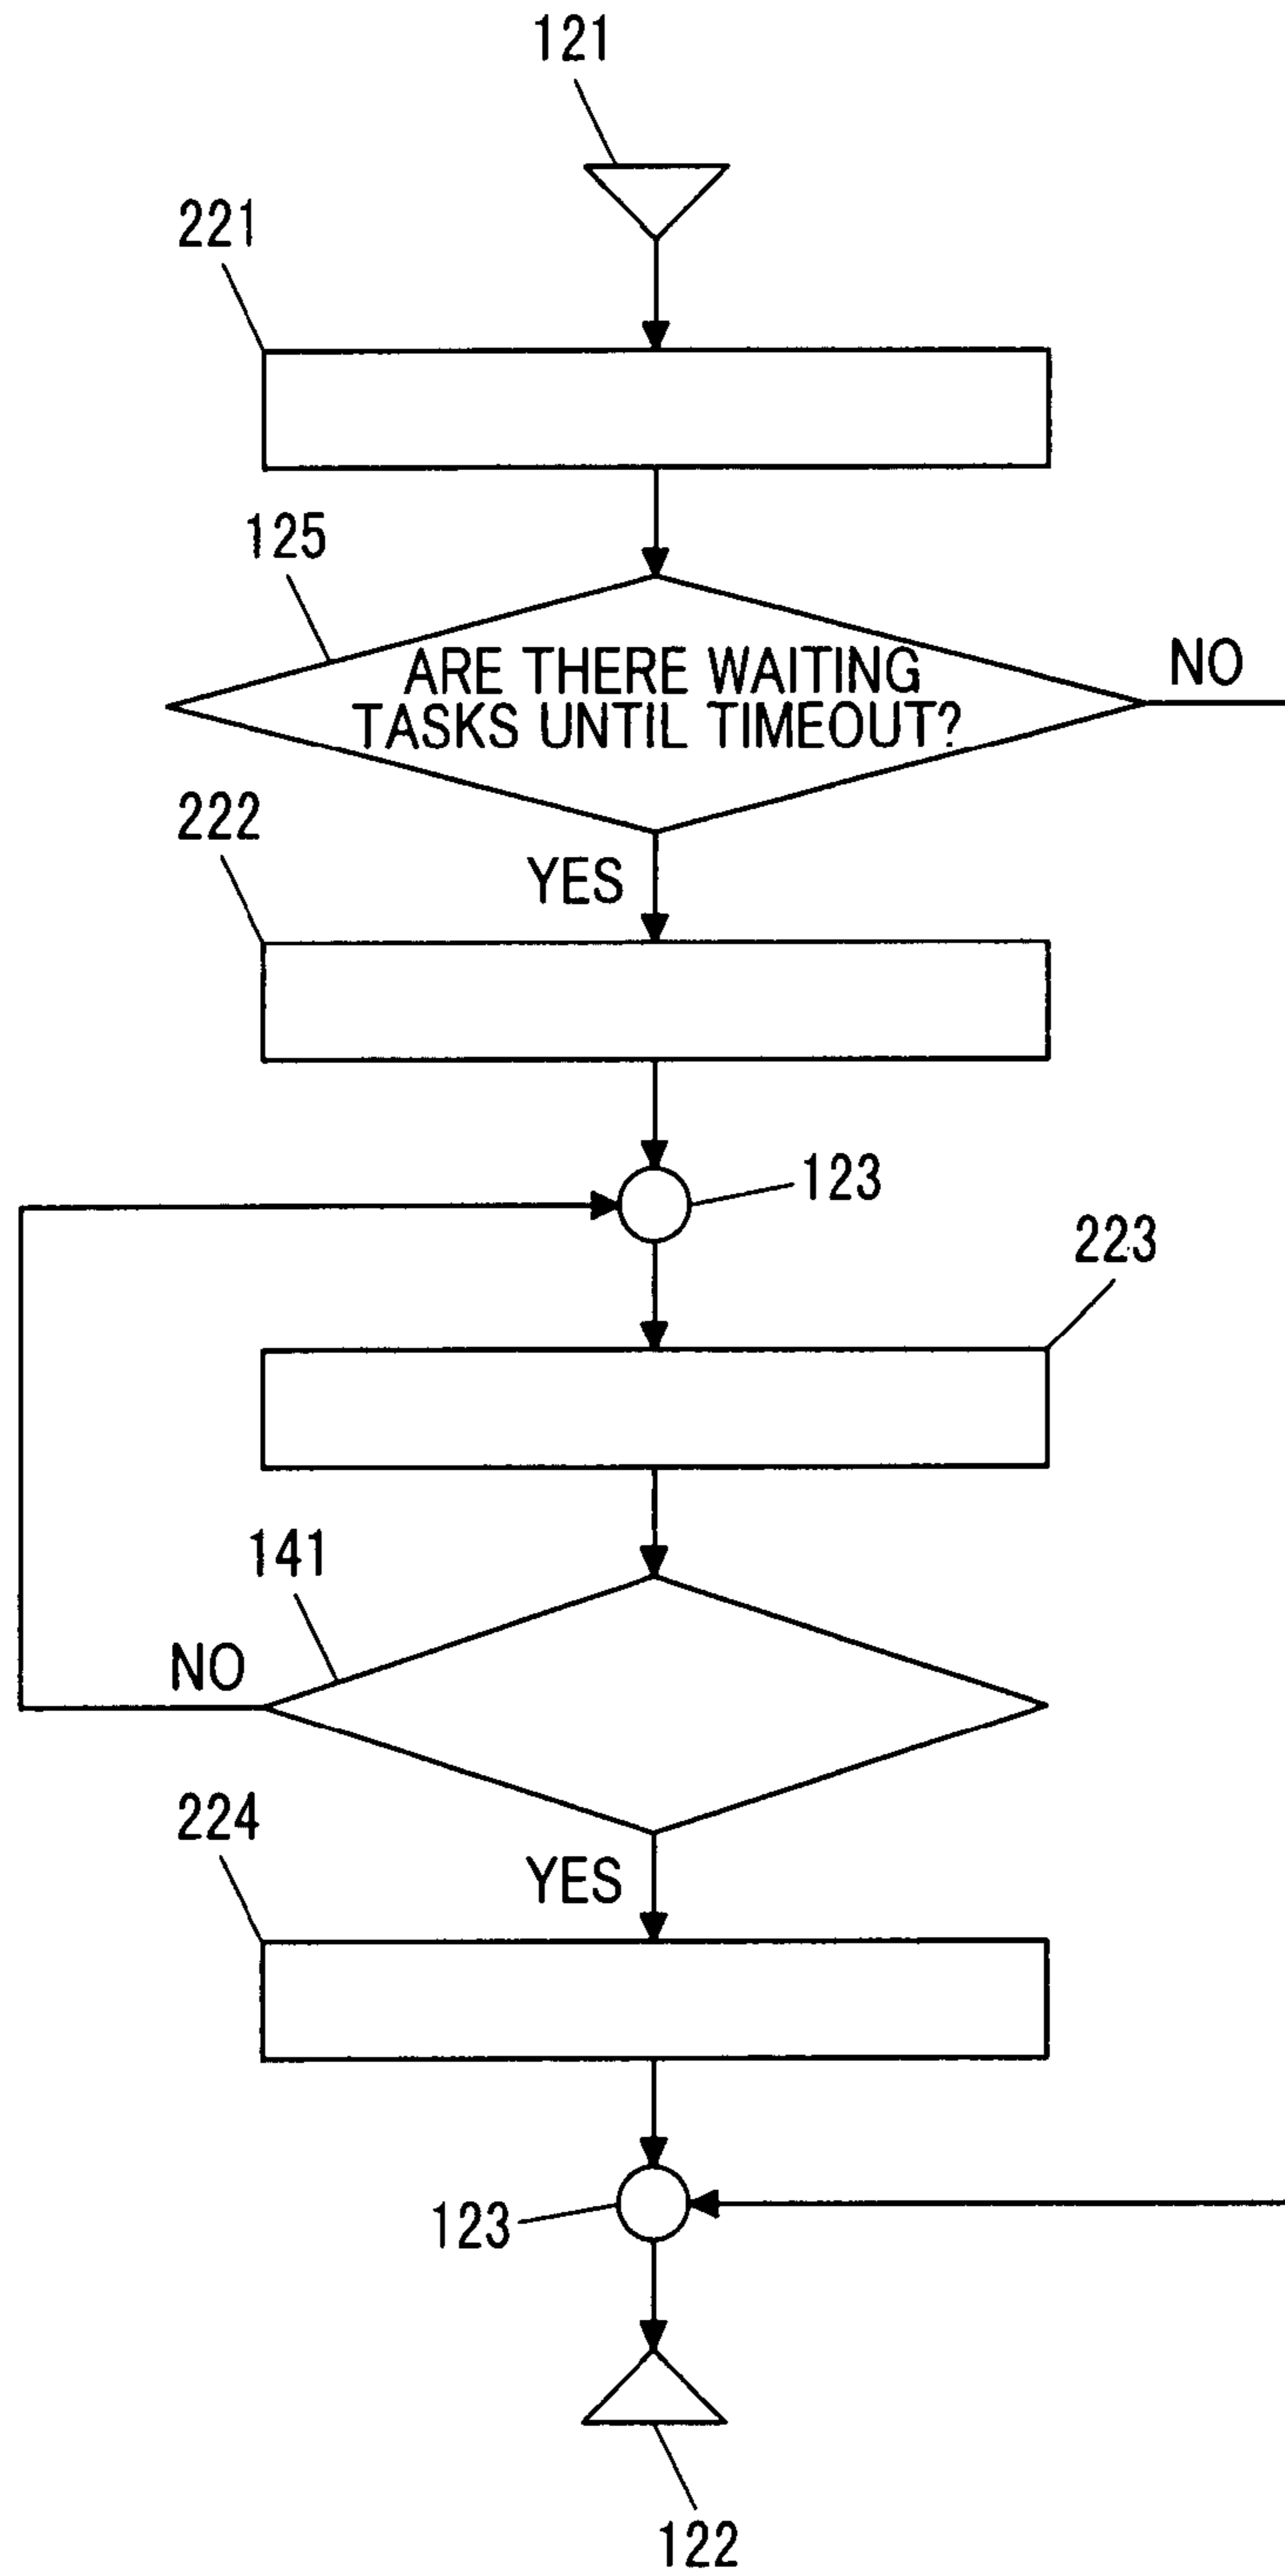 121
221
125
ARE THERE WAITING
TASKS UNTIL TIMEOUT?
NO
222
YES
123
223
141
NO
224
YES
123
122